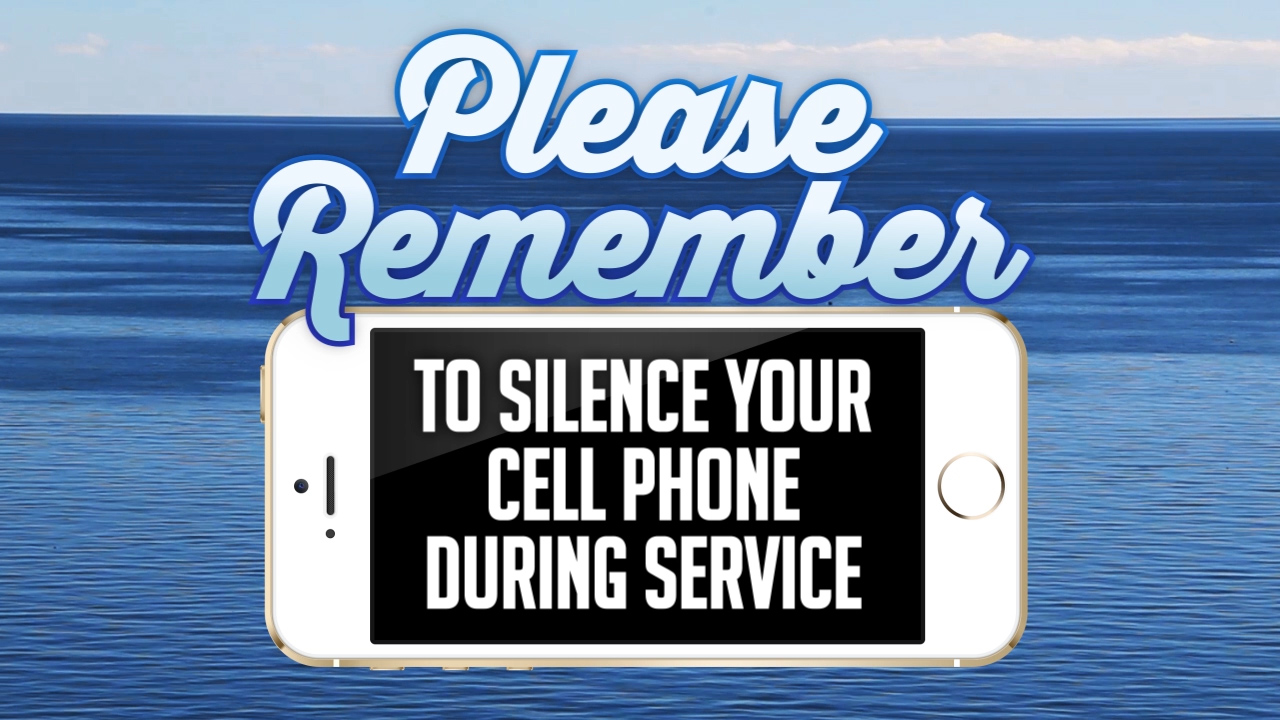 Please
Remember
TO SILENCE YOUR
CELL PHONE
DURING SERVICE